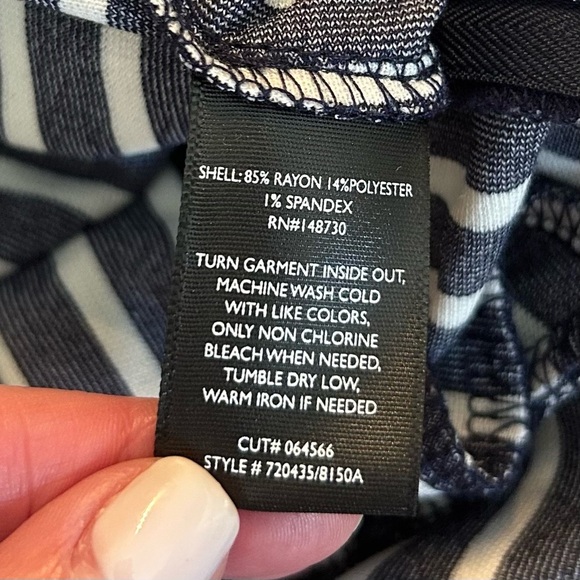 SHELL: 85% RAYON 14%POLYESTER
1% SPANDEX
RN#148730
TURN GARMENT INSIDE OUT,
MACHINE WASH COLD
WITH LIKE COLORS,
ONLY NON CHLORINE
BLEACH WHEN NEEDED,
TUMBLE DRY LOW,
WARM IRON IF NEEDED
CUT# 064566
STYLE # 720435/8150A